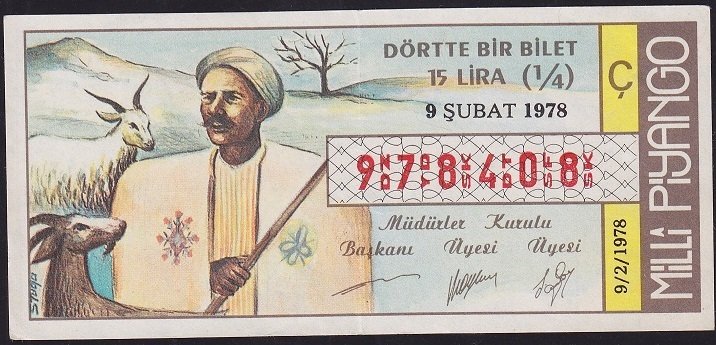 DÖRTTE BİR BİLET
15 LİRA (1/4)
9 ŞUBAT 1978
978408
Müdürler Kurulu
Başkanı Üyesi Üyesi
Ç
MİLLİ PİYANGO
9/2/1978